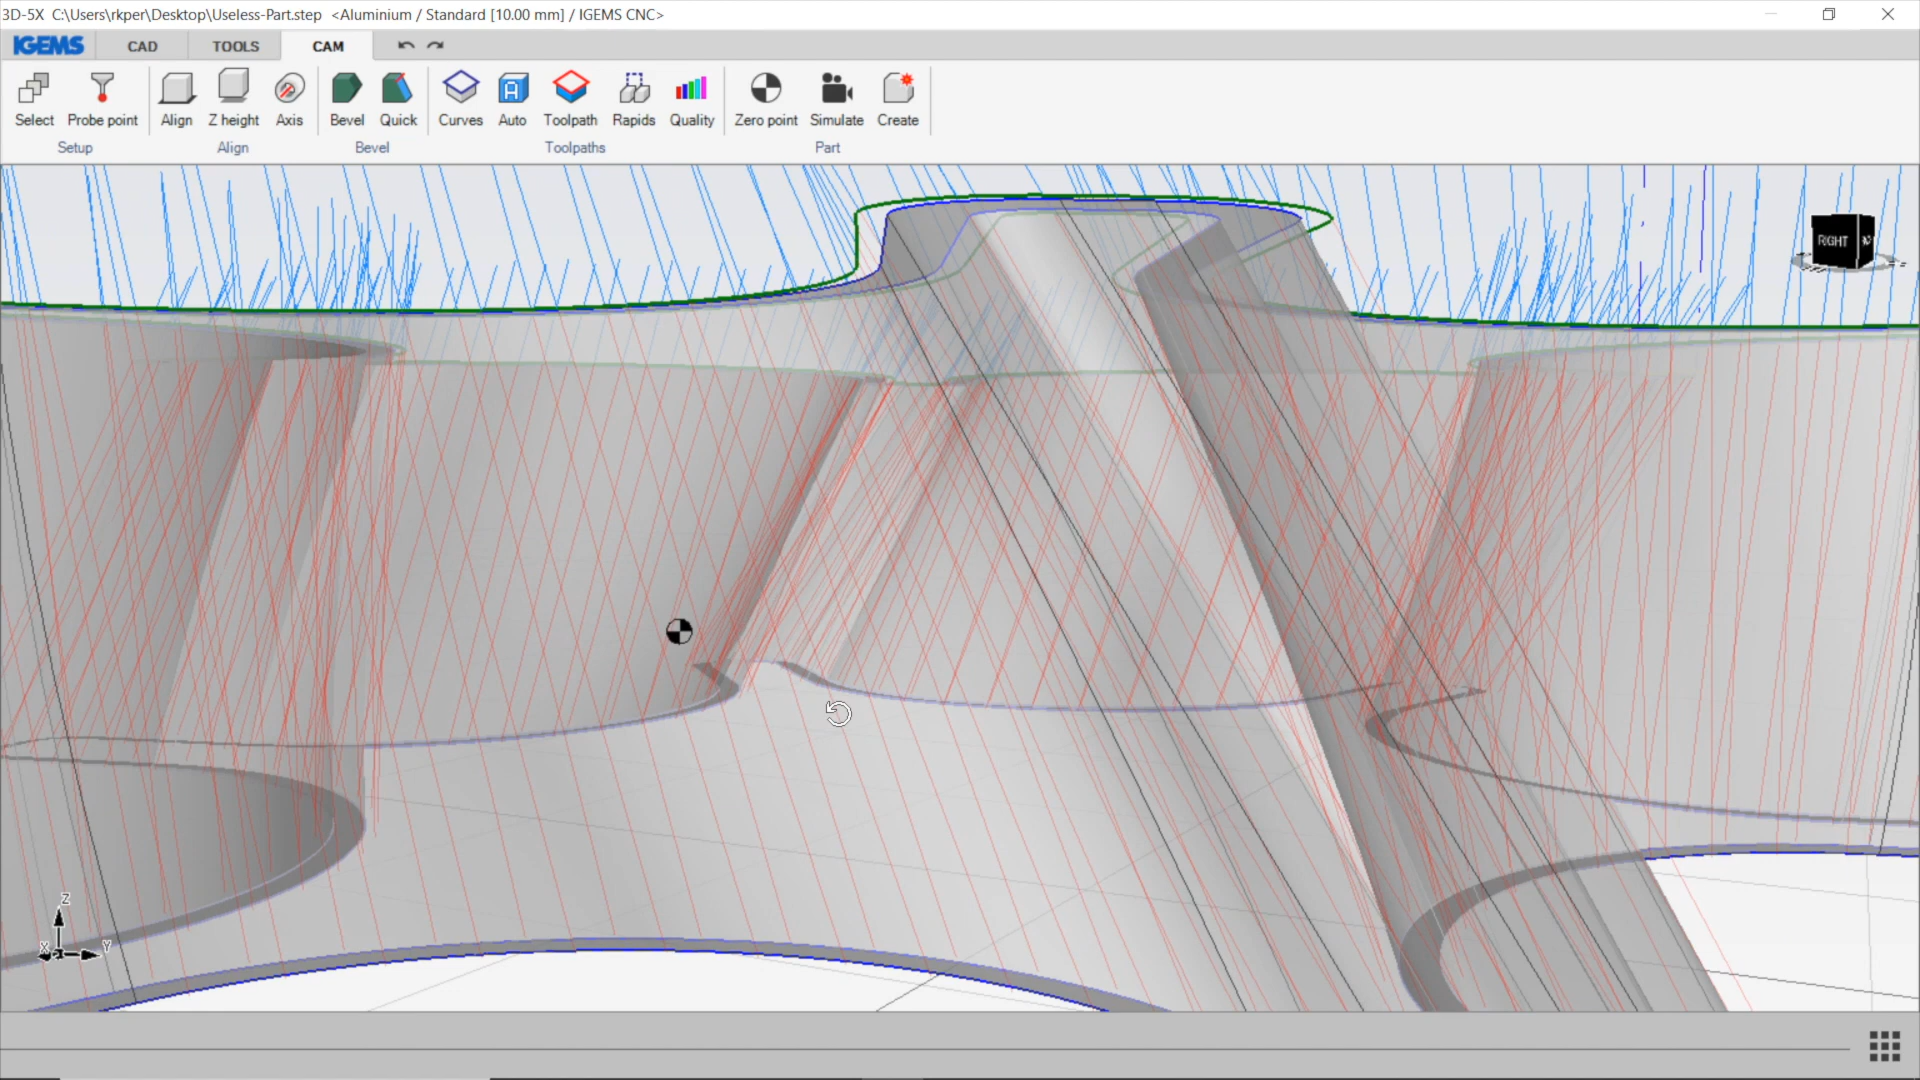 3D-5X C:\Users\rkper\Desktop\Useless-Part.step <Aluminium / Standard [10.00 mm] / IGEMS CNC>
IGEMS CAD TOOLS CAM
Select Probe point Align Z height Axis Bevel Quick Curves Auto Toolpath Rapids Quality Zero point Simulate Create
Setup Align Bevel Toolpaths Part
RIGHT
Z
X Y